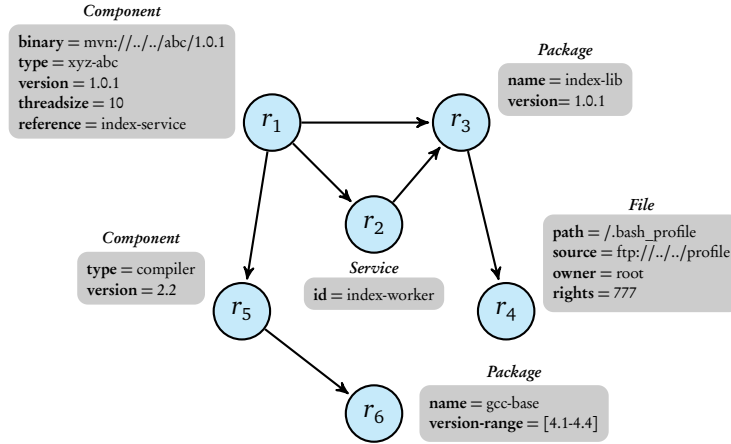 Component
binary = mvn://../../abc/1.0.1
type = xyz-abc
version = 1.0.1
threadsize = 10
reference = index-service
Package
name = index-lib
version= 1.0.1
r1
r3
r2
File
path = /.bash_profile
source = ftp://../../profile
owner = root
rights = 777
Component
type = compiler
version = 2.2
Service
id = index-worker
r5
r4
Package
name = gcc-base
version-range = [4.1-4.4]
r6